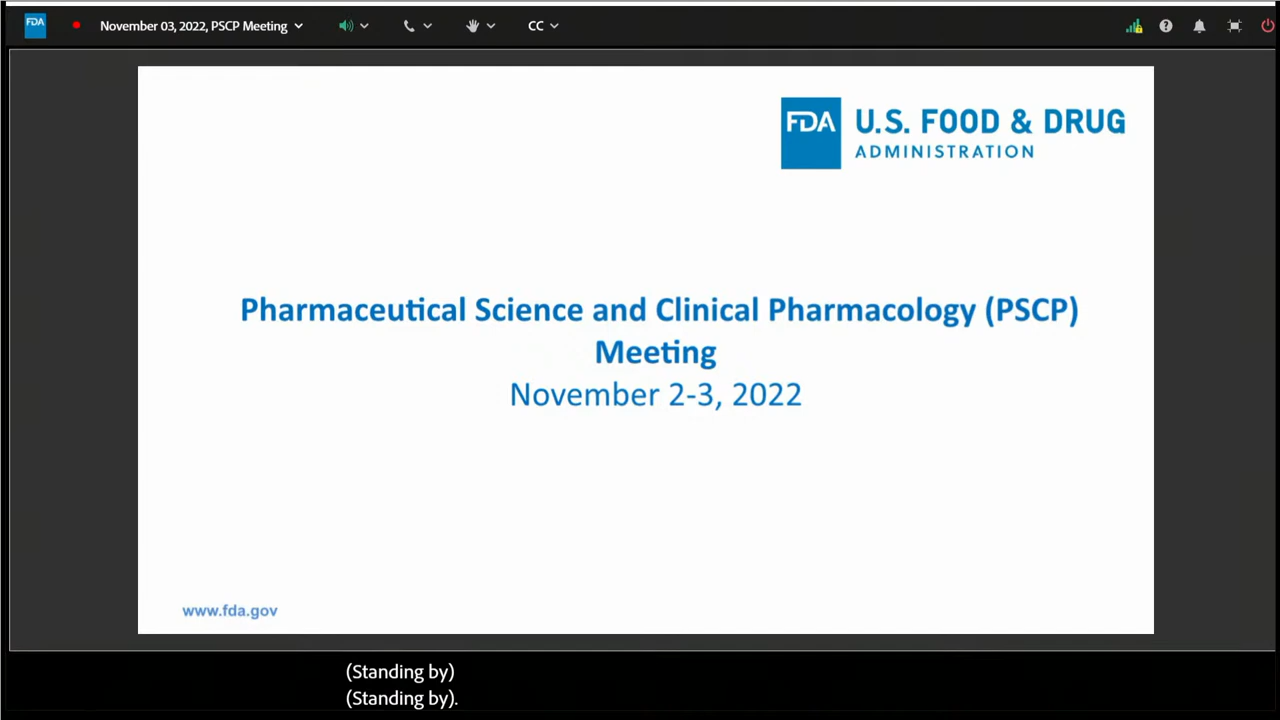 FDA
November 03, 2022, PSCP Meeting
CC
FDA
U.S. FOOD & DRUG
ADMINISTRATION
Pharmaceutical Science and Clinical Pharmacology (PSCP)
Meeting
November 2-3, 2022
www.fda.gov
(Standing by)
(Standing by).